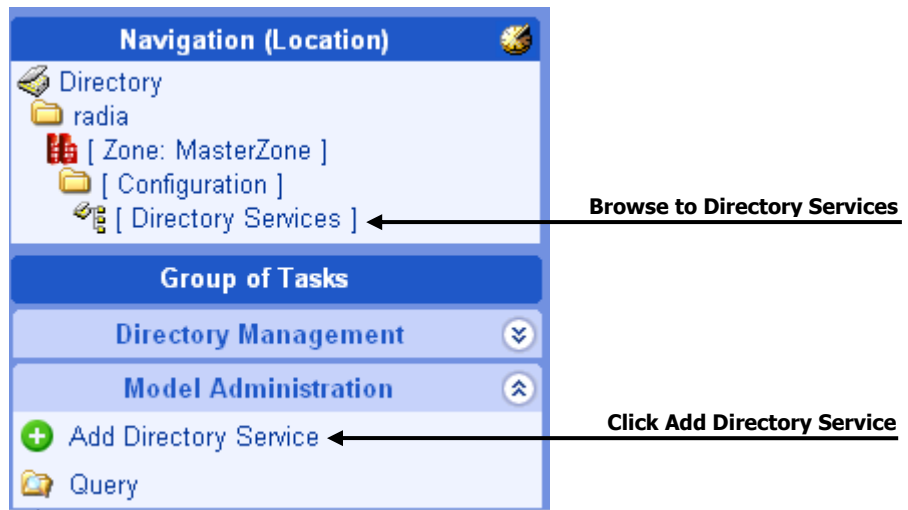 Navigation (Location)
Directory
radia
[ Zone: MasterZone ]
[ Configuration ]
[ Directory Services ]
Browse to Directory Services
Group of Tasks
Directory Management
Model Administration
Add Directory Service
Click Add Directory Service
Query